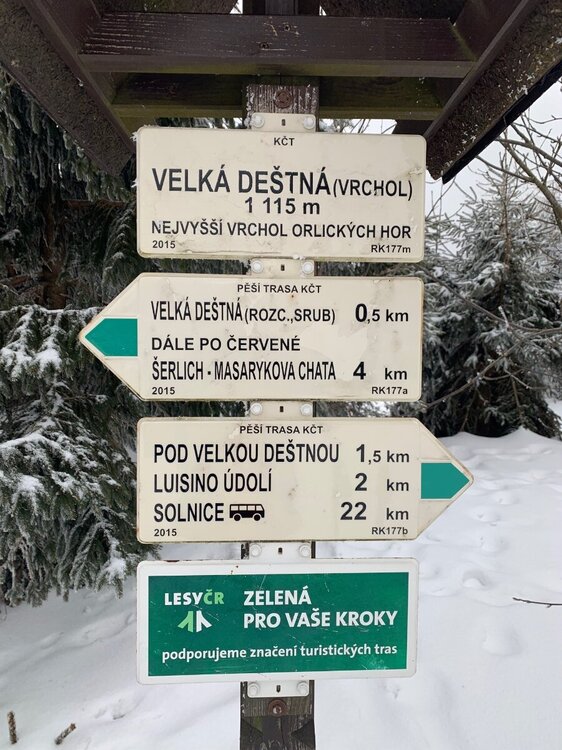 KČT
VELKÁ DEŠTNÁ (VRCHOL)
1 115 m
NEJVYŠŠÍ VRCHOL ORLICKÝCH HOR
2015 RK177m
PĚŠÍ TRASA KČT
VELKÁ DEŠTNÁ (ROZC.,SRUB) 0,5 km
DÁLE PO ČERVENÉ
ŠERLICH - MASARYKOVA CHATA 4 km
2015 RK177a
PĚŠÍ TRASA KČT
POD VELKOU DEŠTNOU 1,5 km
LUISINO ÚDOLÍ 2 km
SOLNICE 22 km
2015 RK177b
LESY ČR ZELENÁ
PRO VAŠE KROKY
podporujeme značení turistických tras